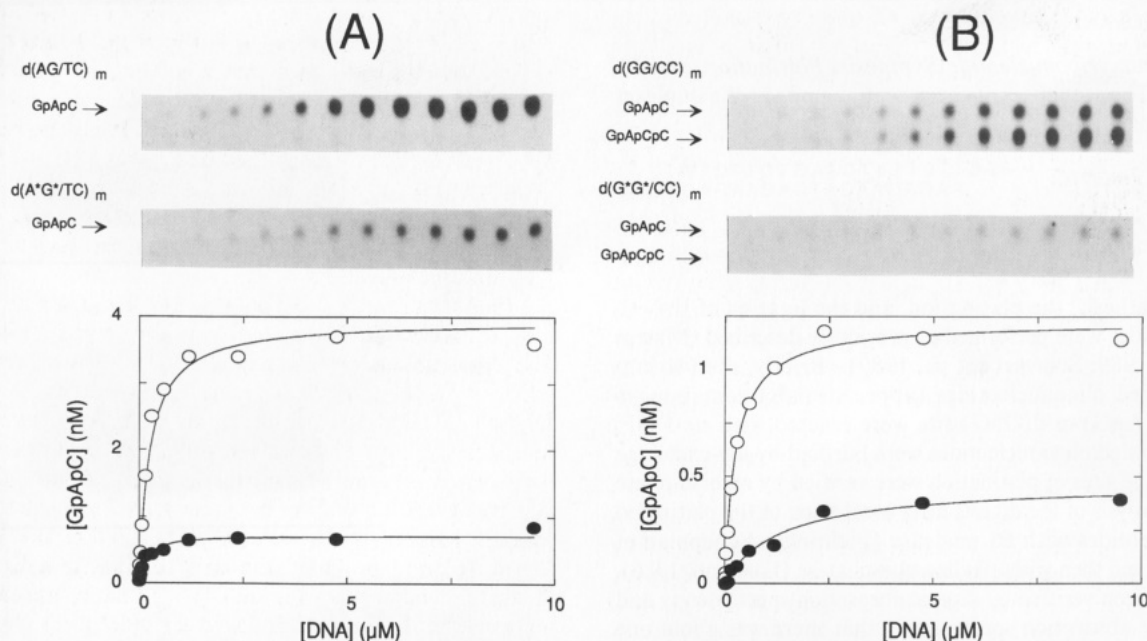 (A)
d(AG/TC) m
GpApC →
d(A*G*/TC) m
GpApC →
4
2
0
[GpApC] (nM)
0 5 10
[DNA] (µM)
(B)
d(GG/CC) m
GpApC →
GpApCpC →
d(G*G*/CC) m
GpApC →
GpApCpC →
1
0.5
0
[GpApC] (nM)
0 5 10
[DNA] (µM)